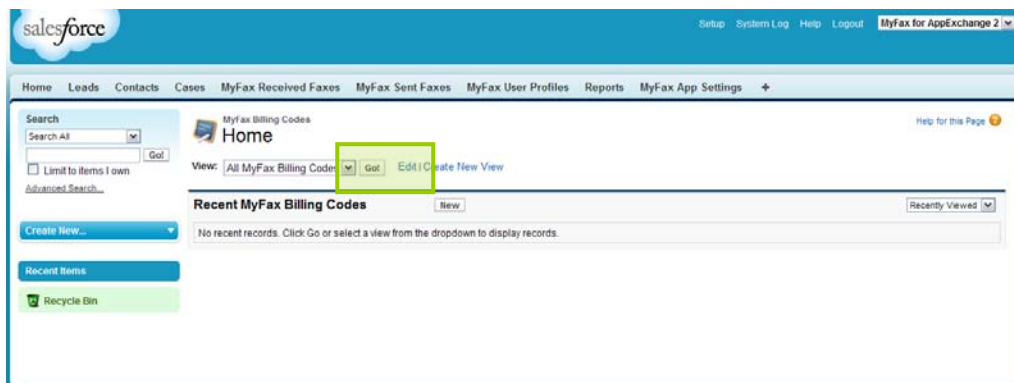 salesforce
Setup System Log Help Logout MyFax for AppExchange 2
Home Leads Contacts Cases MyFax Received Faxes MyFax Sent Faxes MyFax User Profiles Reports MyFax App Settings +
Search
Search All
Go!
Limit to items I own
Advanced Search...
Create New...
Recent Items
Recycle Bin
MyFax Billing Codes
Home
Help for this Page
View: All MyFax Billing Codes Go! Edit | Create New View
Recent MyFax Billing Codes New Recently Viewed
No recent records. Click Go or select a view from the dropdown to display records.